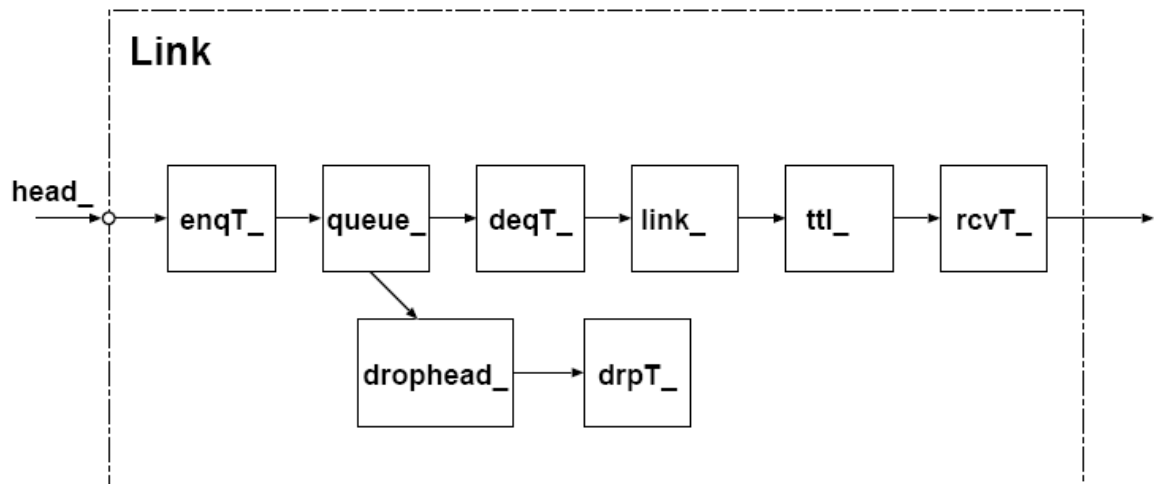 Link
head_
enqT_
queue_
deqT_
link_
ttl_
rcvT_
drophead_
drpT_